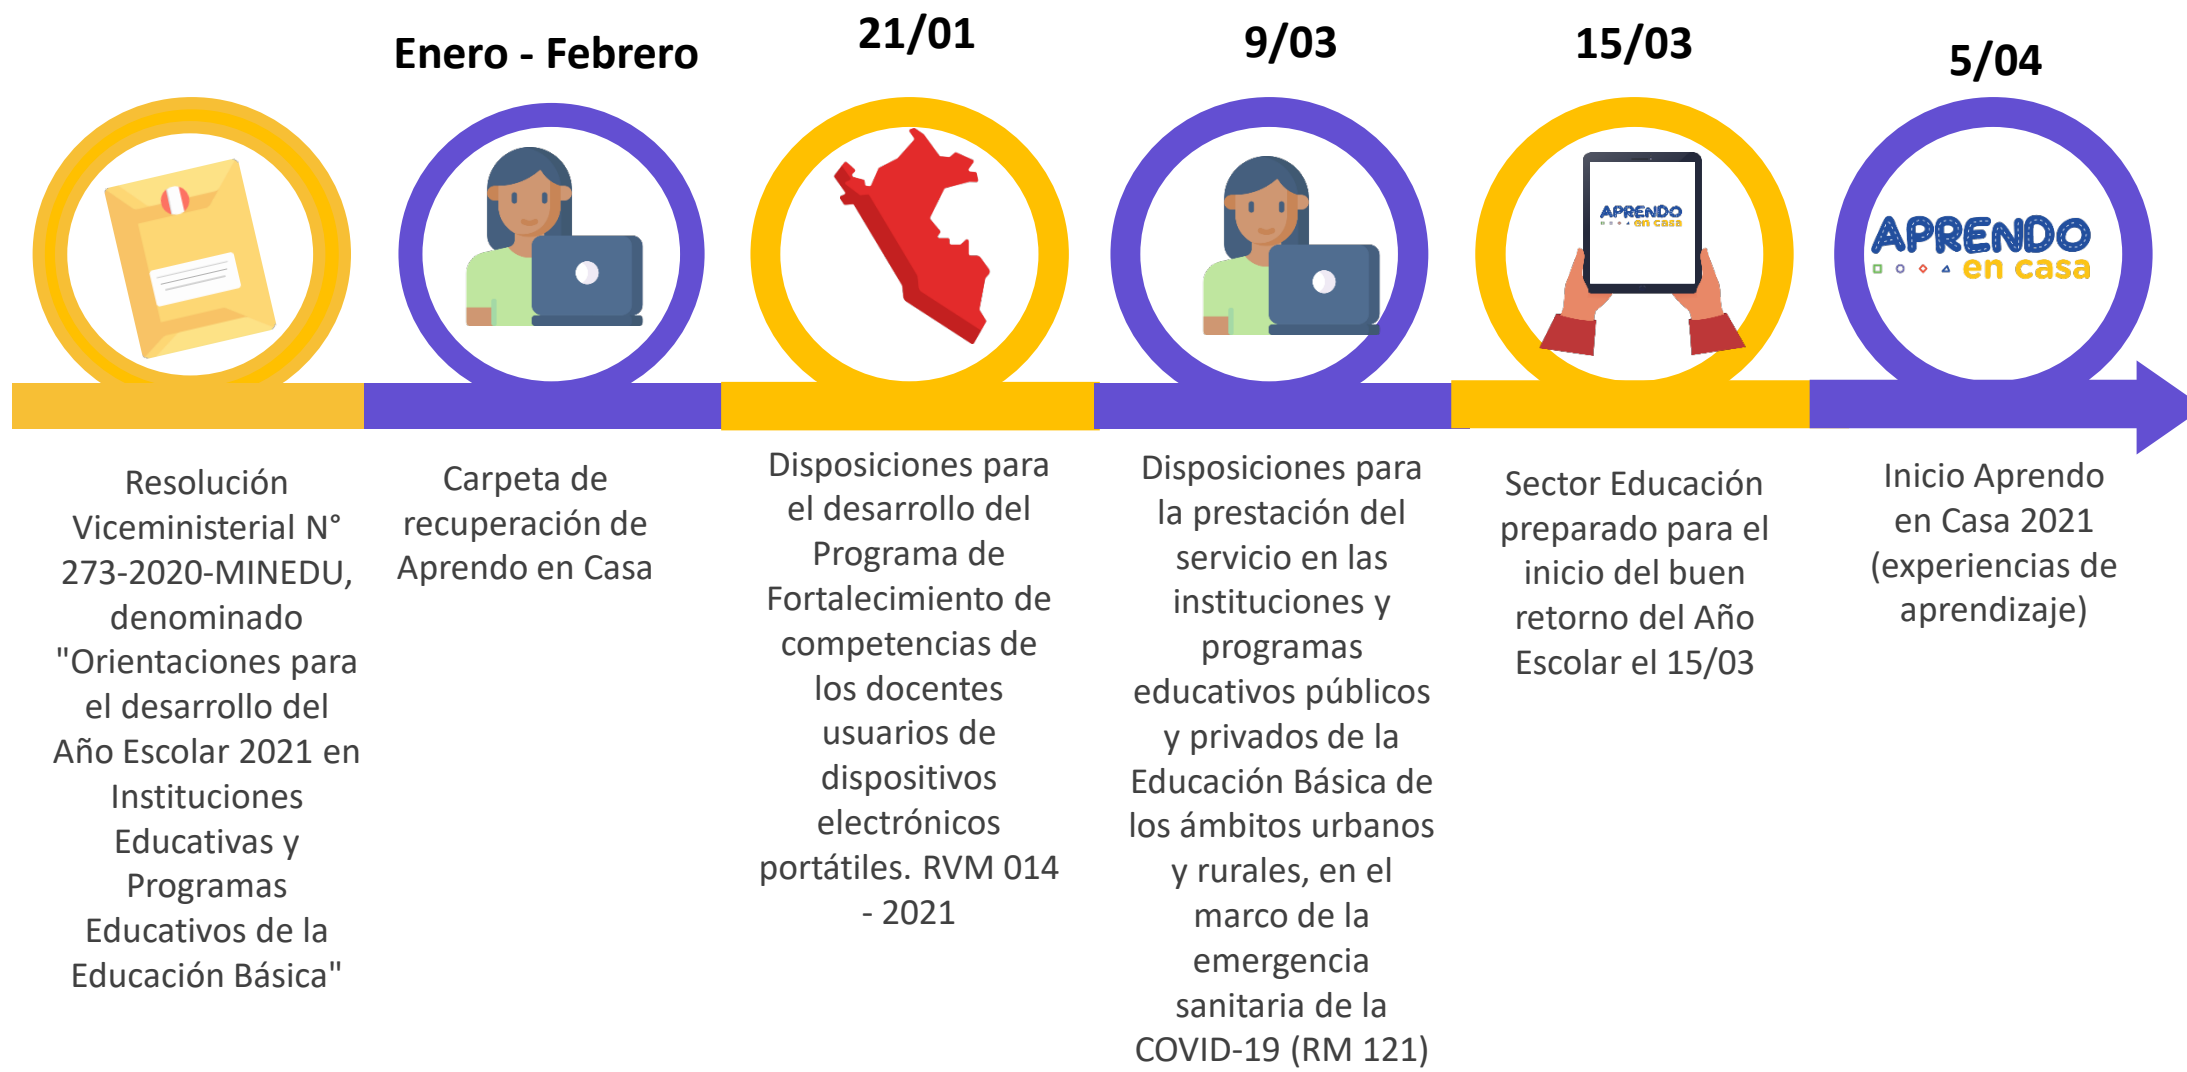 Enero - Febrero
21/01
9/03
15/03
5/04
APRENDO
en casa
APRENDO
en casa
Resolución
Viceministerial N°
273-2020-MINEDU,
denominado
"Orientaciones para
el desarrollo del
Año Escolar 2021 en
Instituciones
Educativas y
Programas
Educativos de la
Educación Básica"
Carpeta de
recuperación de
Aprendo en Casa
Disposiciones para
el desarrollo del
Programa de
Fortalecimiento de
competencias de
los docentes
usuarios de
dispositivos
electrónicos
portátiles. RVM 014
- 2021
Disposiciones para
la prestación del
servicio en las
instituciones y
programas
educativos públicos
y privados de la
Educación Básica de
los ámbitos urbanos
y rurales, en el
marco de la
emergencia
sanitaria de la
COVID-19 (RM 121)
Sector Educación
preparado para el
inicio del buen
retorno del Año
Escolar el 15/03
Inicio Aprendo
en Casa 2021
(experiencias de
aprendizaje)